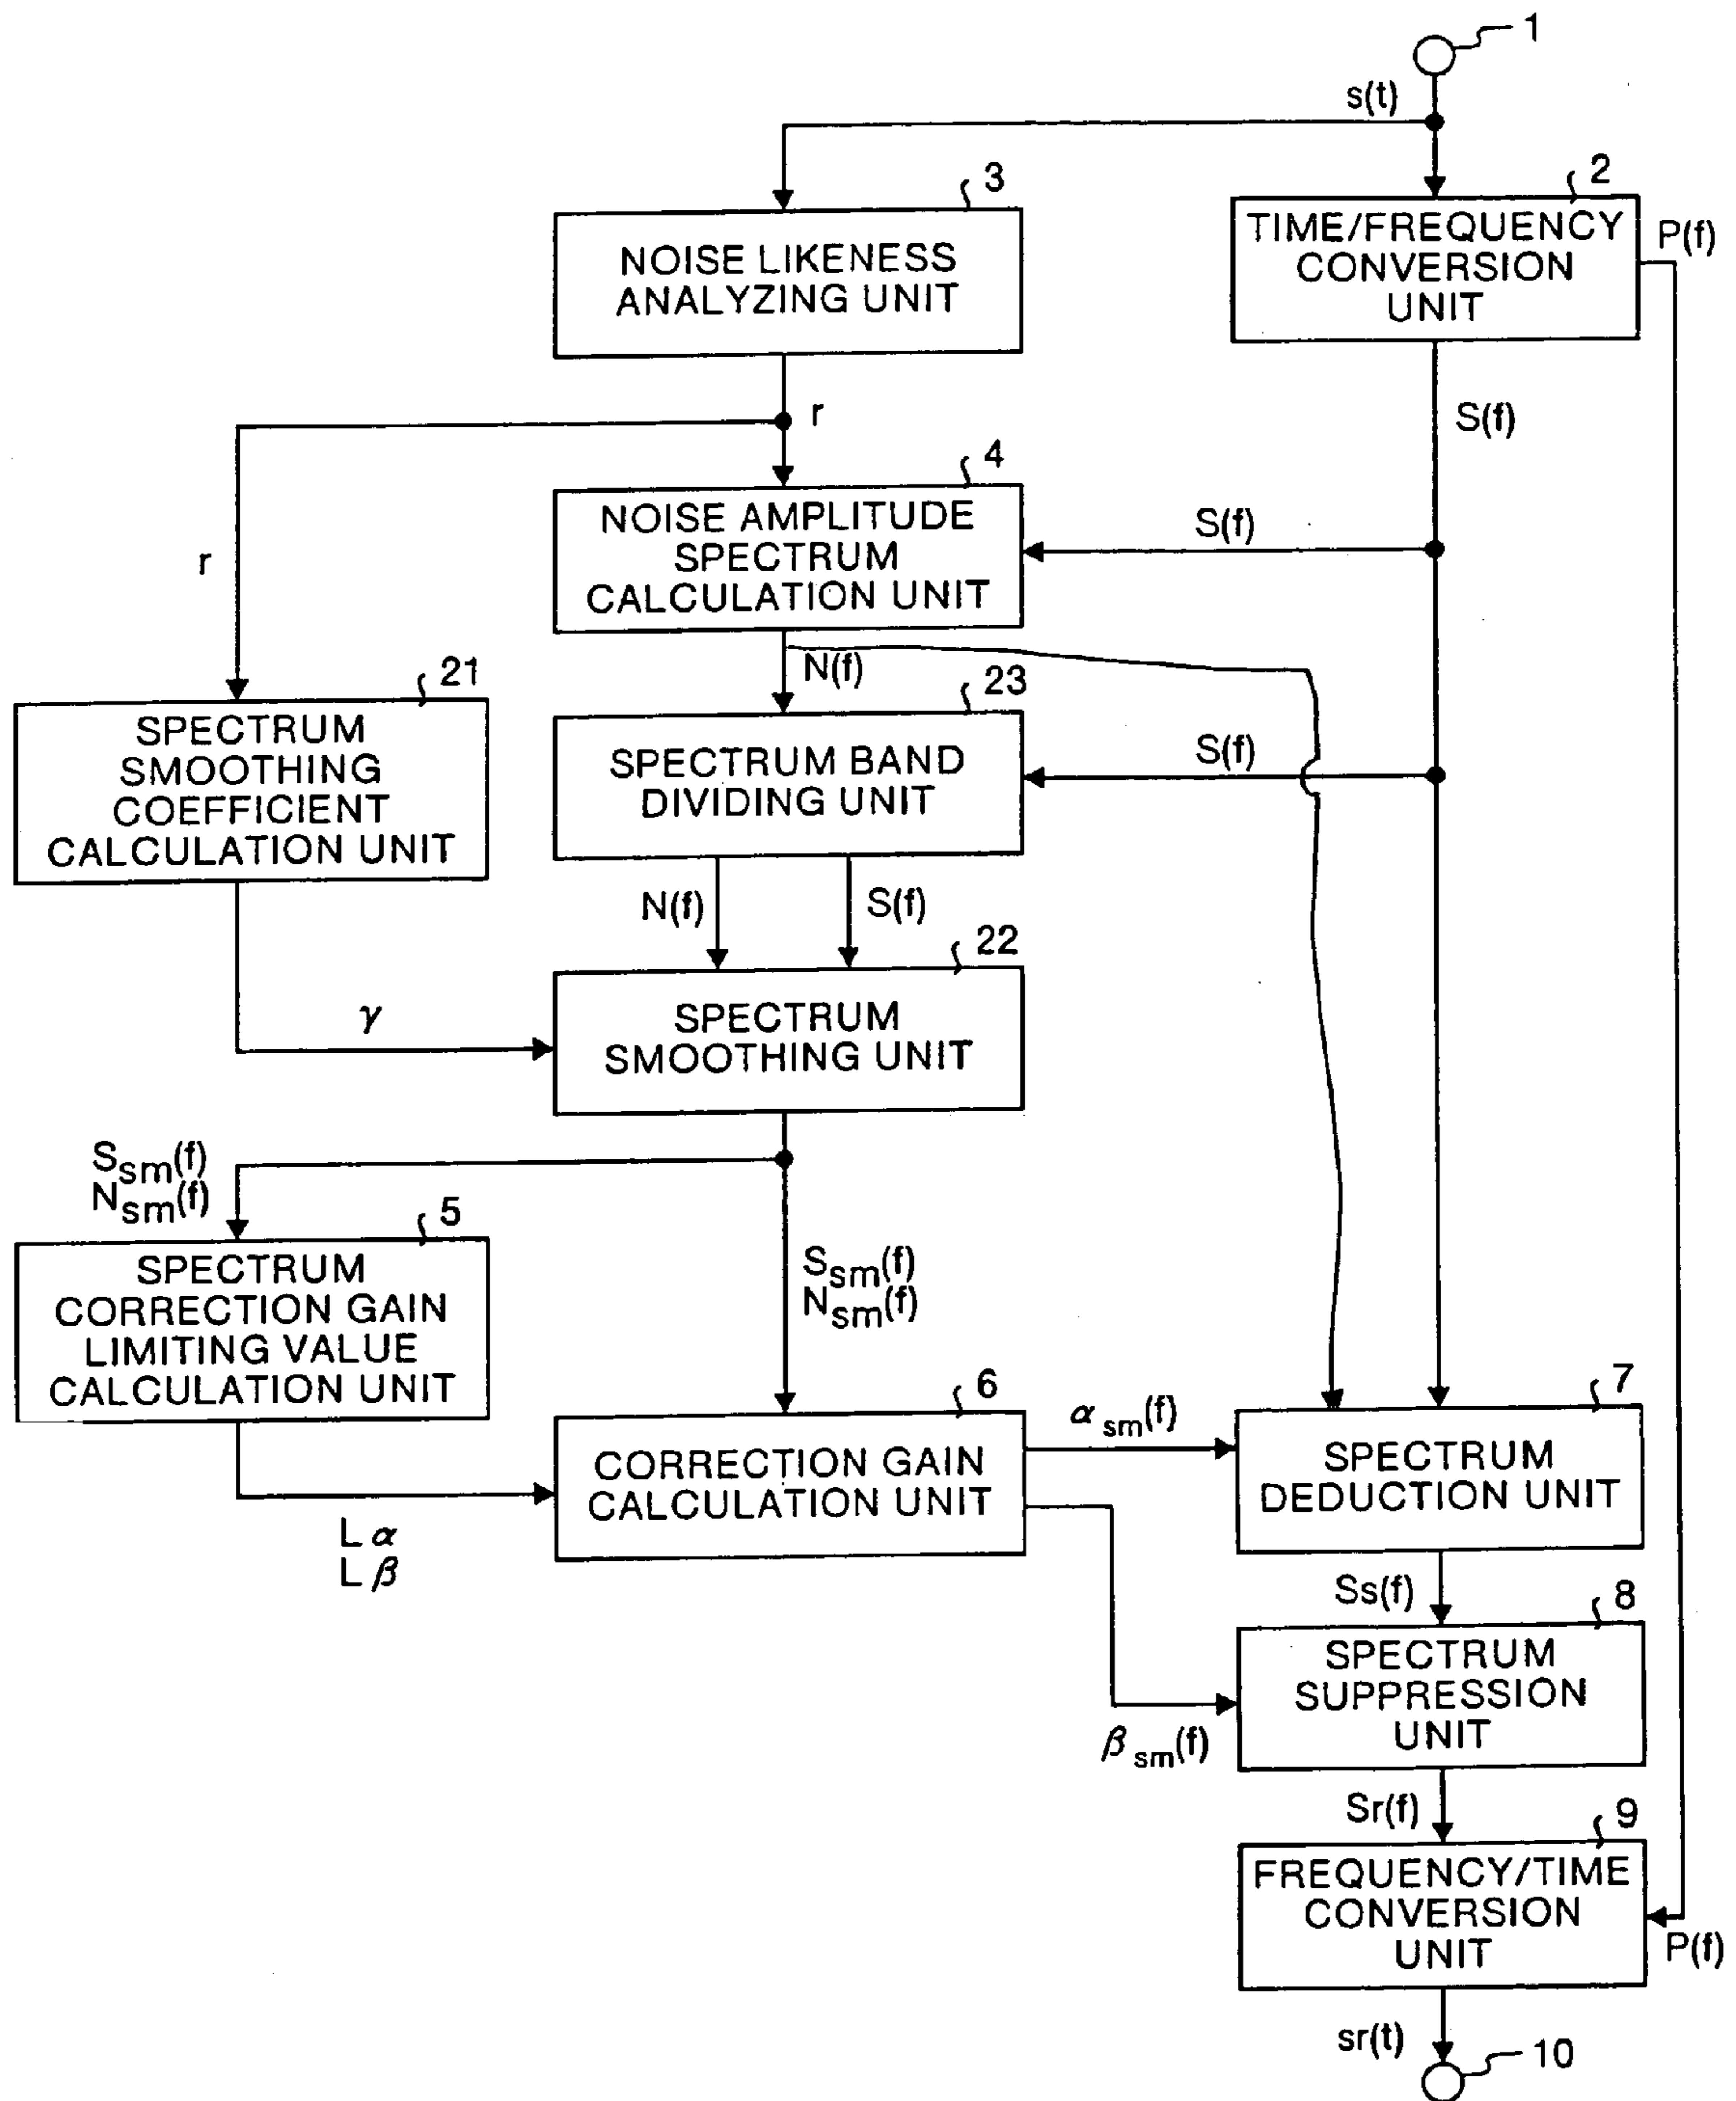 1
s(t)
3
NOISE LIKENESS
ANALYZING UNIT
2
TIME/FREQUENCY
CONVERSION
UNIT
P(f)
r
S(f)
r
4
NOISE AMPLITUDE
SPECTRUM
CALCULATION UNIT
S(f)
N(f)
21
SPECTRUM
SMOOTHING
COEFFICIENT
CALCULATION UNIT
23
SPECTRUM BAND
DIVIDING UNIT
S(f)
N(f)
S(f)
22
SPECTRUM
SMOOTHING UNIT
γ
Ssm(f)
Nsm(f)
5
SPECTRUM
CORRECTION GAIN
LIMITING VALUE
CALCULATION UNIT
Ssm(f)
Nsm(f)
Lα
Lβ
6
CORRECTION GAIN
CALCULATION UNIT
αsm(f)
7
SPECTRUM
DEDUCTION UNIT
Ss(f)
8
SPECTRUM
SUPPRESSION
UNIT
βsm(f)
Sr(f)
9
FREQUENCY/TIME
CONVERSION
UNIT
P(f)
sr(t)
10